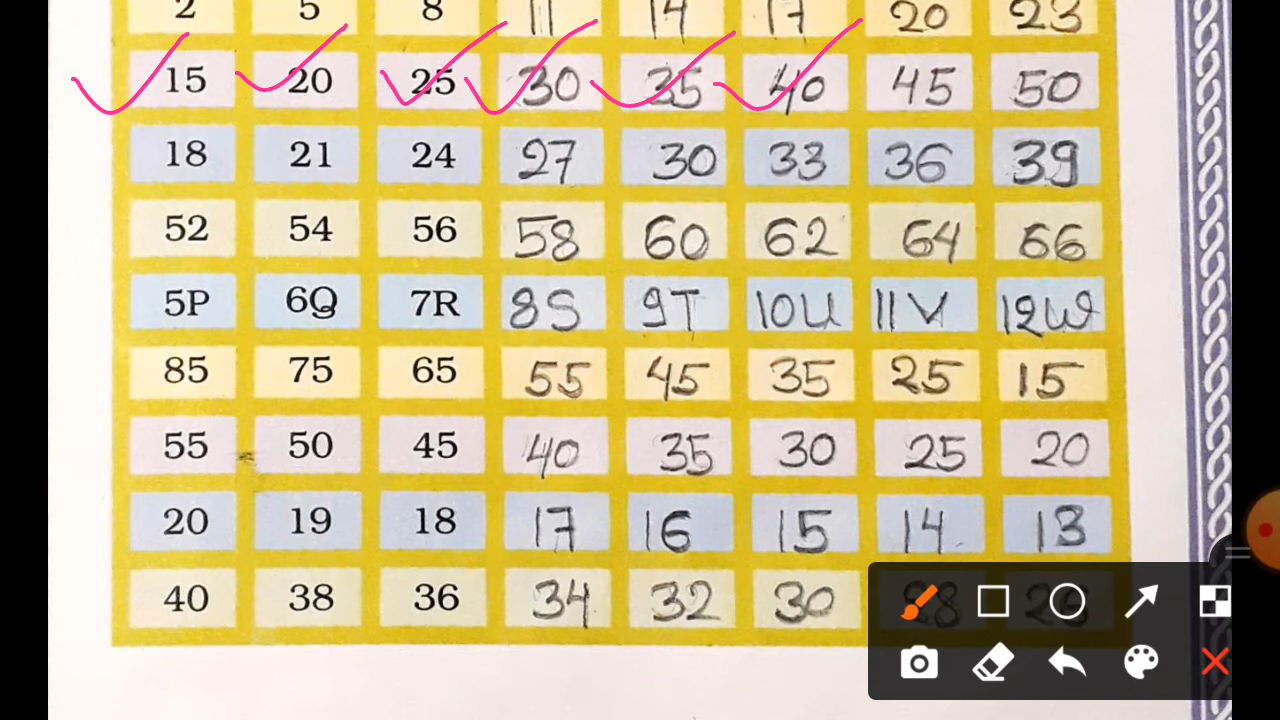 2 5 8 11 14 17 20 23
15 20 25 30 35 40 45 50
18 21 24 27 30 33 36 39
52 54 56 58 60 62 64 66
5P 6Q 7R 8S 9T 10U 11V 12W
85 75 65 55 45 35 25 15
55 50 45 40 35 30 25 20
20 19 18 17 16 15 14 13
40 38 36 34 32 30 28 26